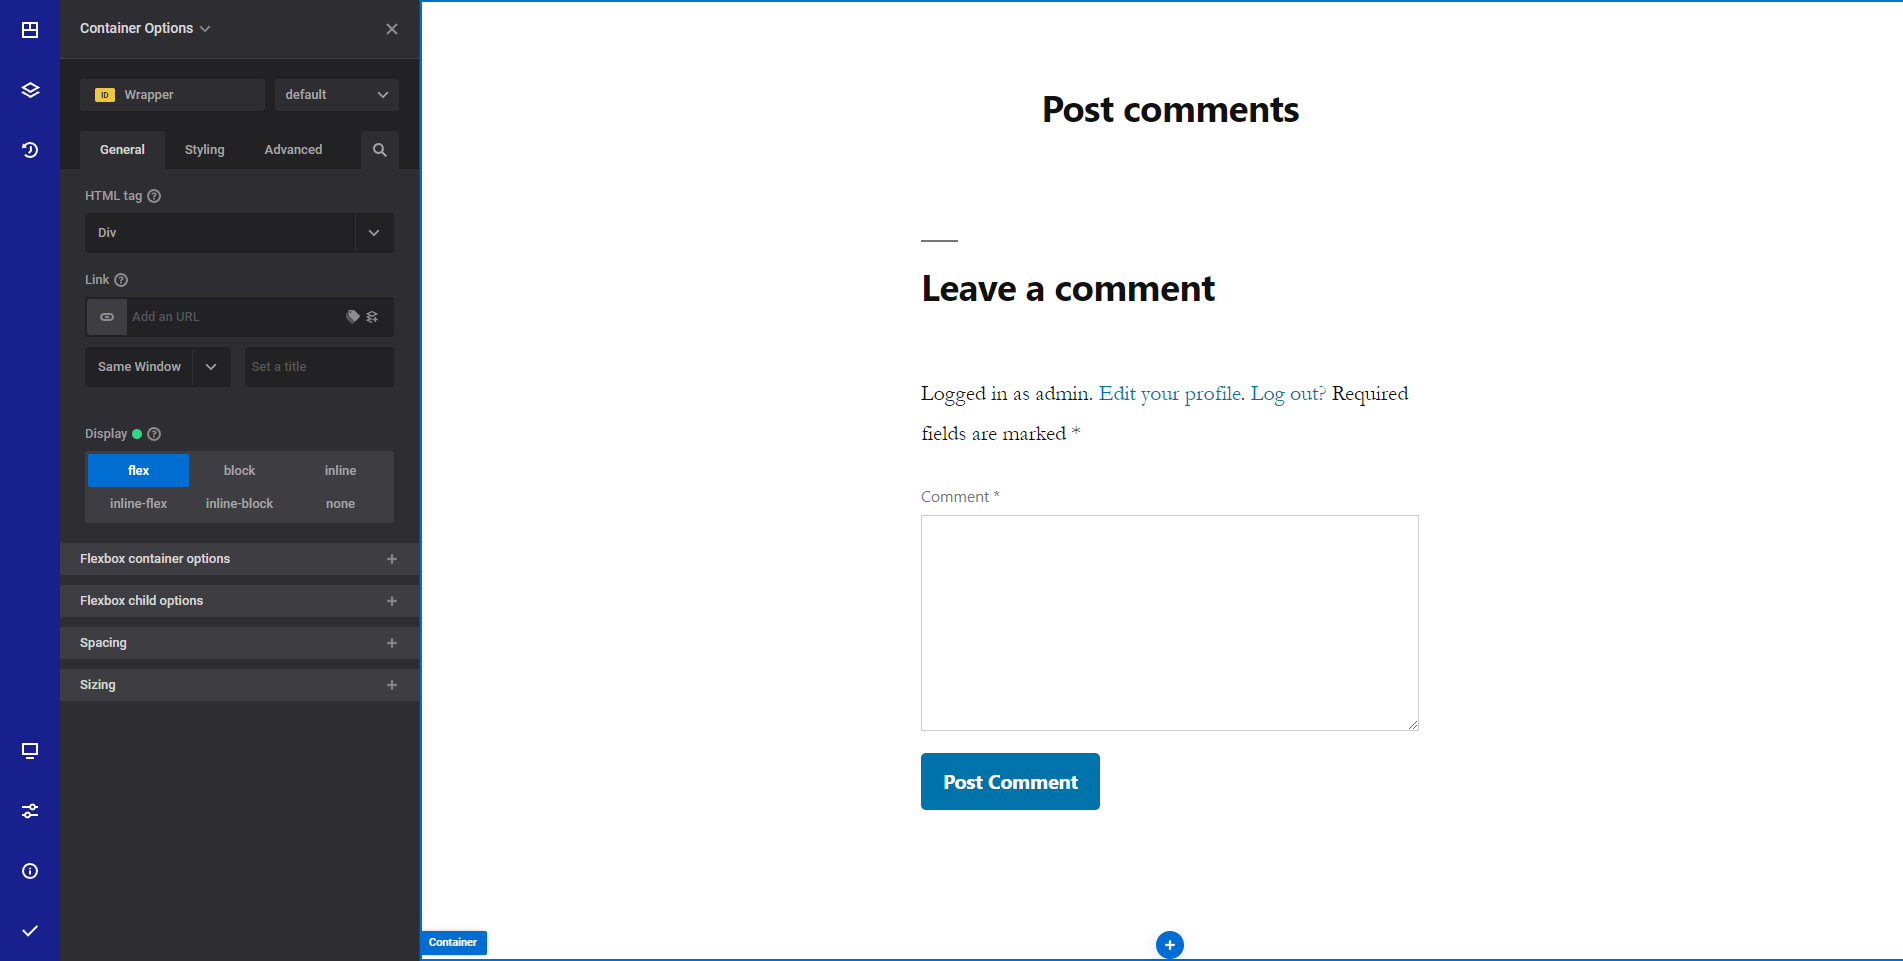 Container Options
ID Wrapper
default
General
Styling
Advanced
HTML tag ?
Div
Link ?
Add an URL
Same Window
Set a title
Display ?
flex
block
inline
inline-flex
inline-block
none
Flexbox container options +
Flexbox child options +
Spacing +
Sizing +
Post comments
Leave a comment
Logged in as admin. Edit your profile. Log out? Required
fields are marked *
Comment *
Post Comment
Container
+